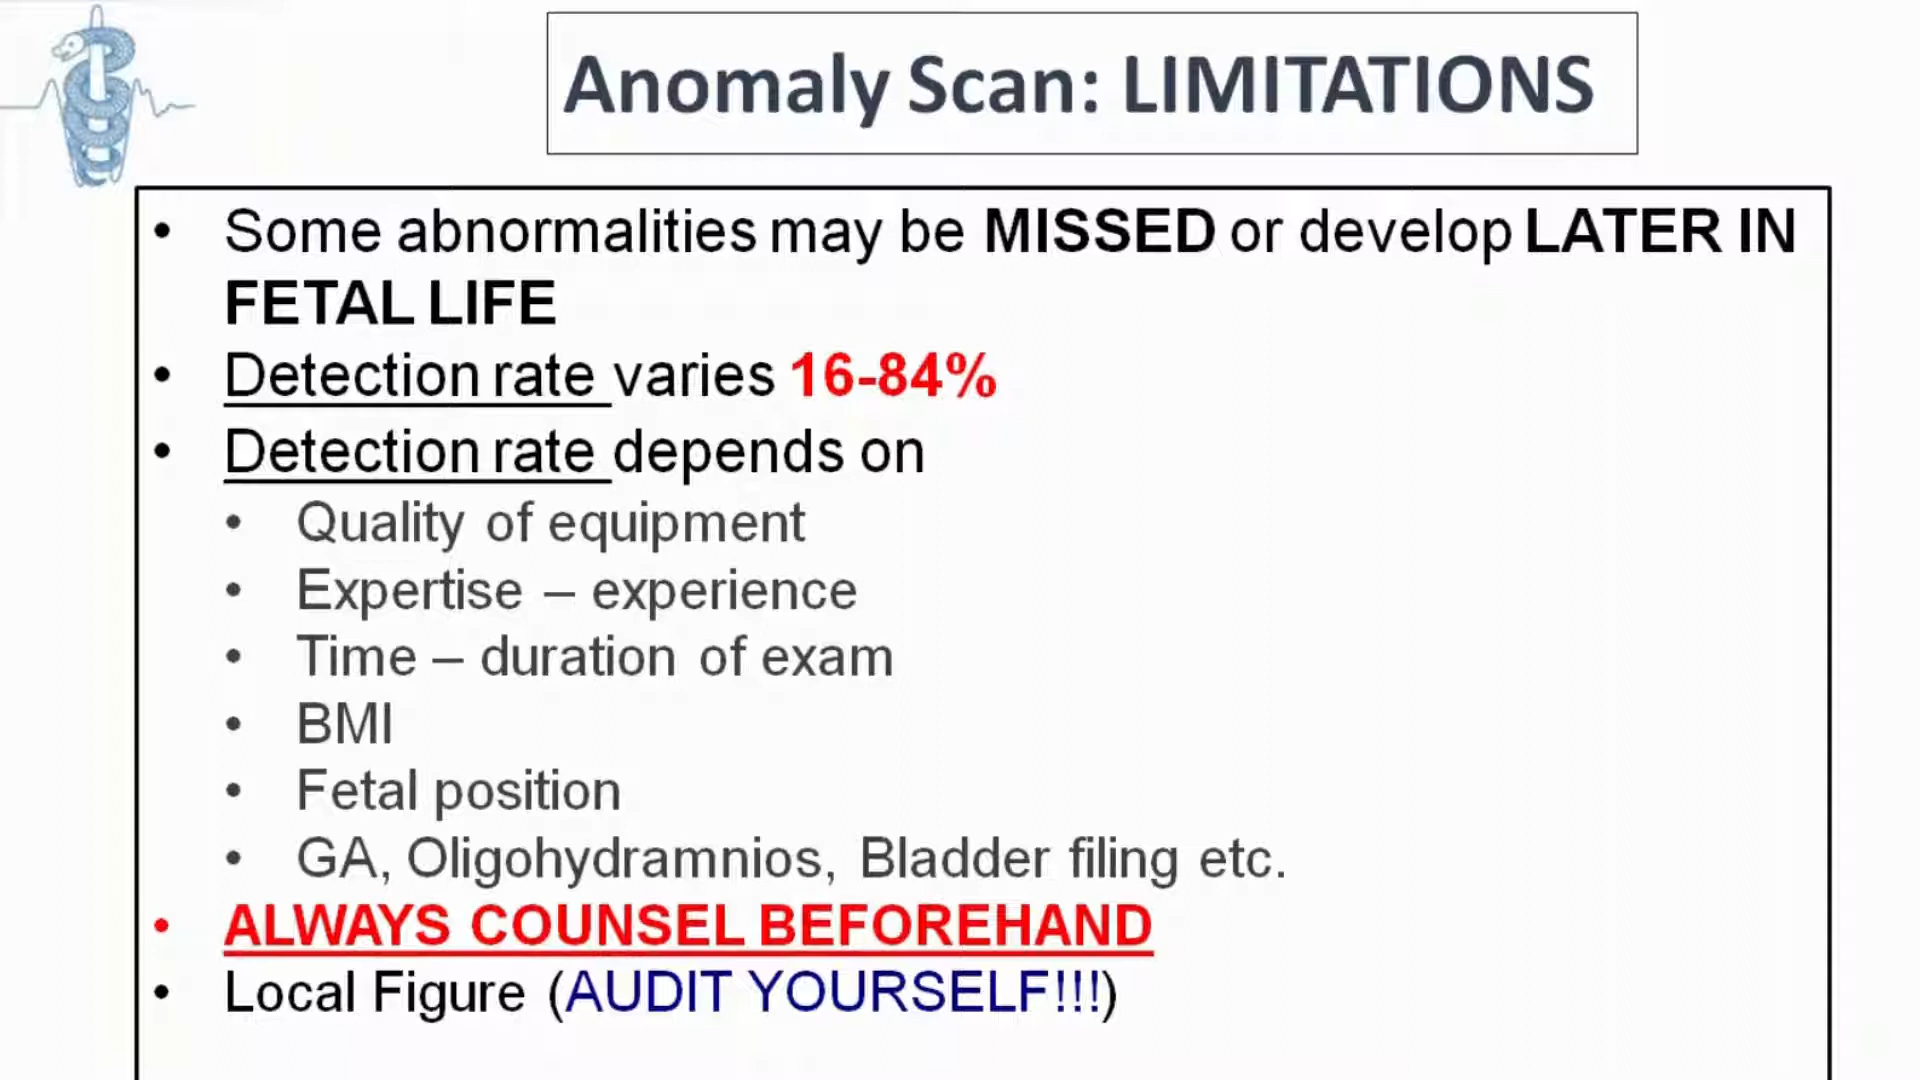 Anomaly Scan: LIMITATIONS
• Some abnormalities may be MISSED or develop LATER IN
FETAL LIFE
• Detection rate varies 16-84%
• Detection rate depends on
• Quality of equipment
• Expertise – experience
• Time – duration of exam
• BMI
• Fetal position
• GA, Oligohydramnios, Bladder filing etc.
• ALWAYS COUNSEL BEFOREHAND
• Local Figure (AUDIT YOURSELF!!!)